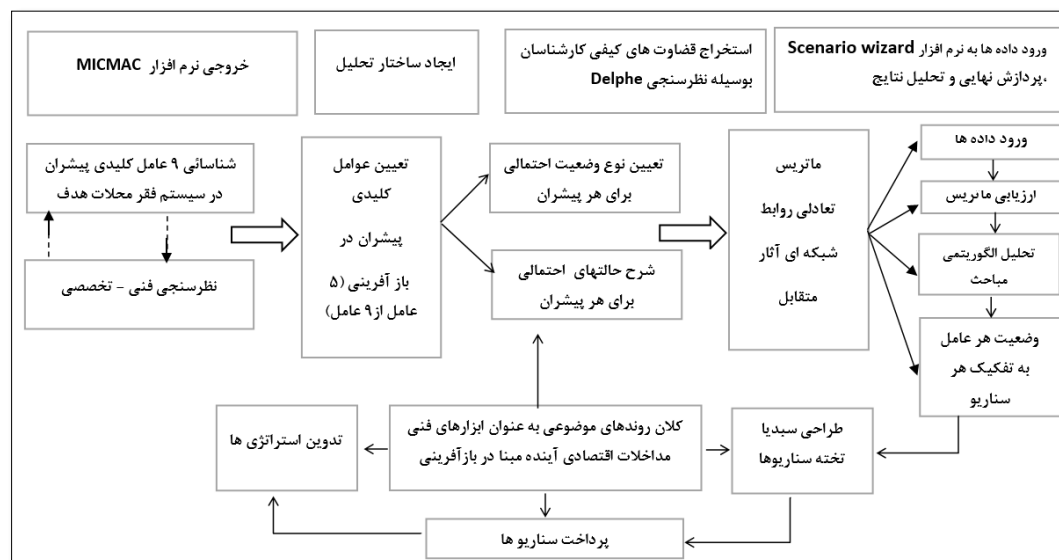 خروجی نرم افزار MICMAC
ایجاد ساختار تحلیل
استخراج قضاوت های کیفی کارشناسان
بوسیله نظرسنجی Delphe
ورود داده ها به نرم افزار Scenario wizard
،پردازش نهایی و تحلیل نتایج
شناسائی ۹ عامل کلیدی پیشران
در سیستم فقر محلات هدف
نظرسنجی فنی – تخصصی
تعیین عوامل
کلیدی
پیشران در
باز آفرینی (۵
عامل از ۹ عامل)
تعیین نوع وضعیت احتمالی
برای هر پیشران
شرح حالتهای احتمالی
برای هر پیشران
ماتریس
تعادلی روابط
شبکه ای آثار
متقابل
ورود داده ها
ارزیابی ماتریس
تحلیل الگوریتمی
مباحث
وضعیت هر عامل
به تفکیک هر
سناریو
طراحی سبدیا
تخته سناریوها
کلان روندهای موضوعی به عنوان ابزارهای فنی
مداخلات اقتصادی آینده مبنا در بازآفرینی
تدوین استراتژی ها
پرداخت سناریو ها